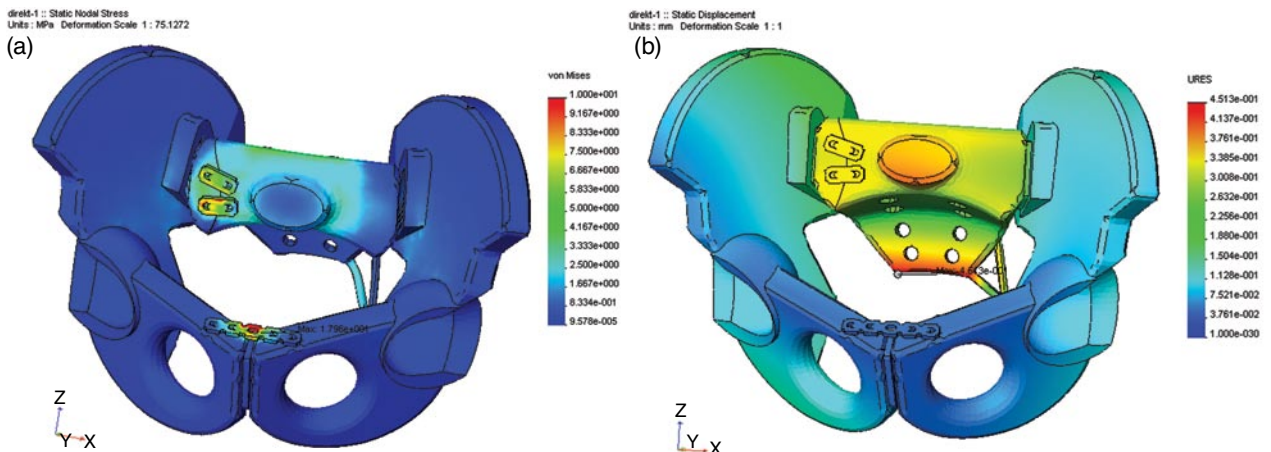 direkt-1 :: Static Nodal Stress
Units : MPa Deformation Scale 1 : 75.1272
(a)
von Mises
1.000e+001
9.167e+000
8.333e+000
7.500e+000
6.667e+000
5.833e+000
5.000e+000
4.167e+000
3.333e+000
2.500e+000
1.667e+000
8.334e-001
9.578e-005
Max: 1.796e+001
Z
Y X
direkt-1 :: Static Displacement
Units : mm Deformation Scale 1 : 1
(b)
URES
4.513e-001
4.137e-001
3.761e-001
3.385e-001
3.008e-001
2.632e-001
2.256e-001
1.880e-001
1.504e-001
1.128e-001
7.521e-002
3.761e-002
1.000e-030
Z
Y X